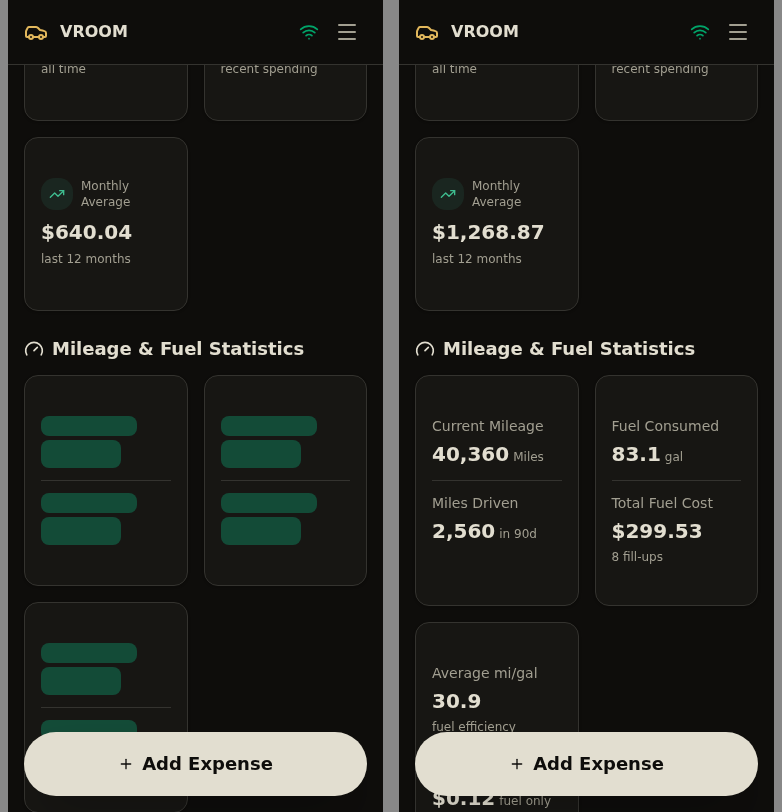 VROOM
all time
recent spending
Monthly
Average
$640.04
last 12 months
Mileage & Fuel Statistics
+ Add Expense
VROOM
all time
recent spending
Monthly
Average
$1,268.87
last 12 months
Mileage & Fuel Statistics
Current Mileage
40,360 Miles
Miles Driven
2,560 in 90d
Fuel Consumed
83.1 gal
Total Fuel Cost
$299.53
8 fill-ups
Average mi/gal
30.9
fuel efficiency
$0.12 fuel only
+ Add Expense